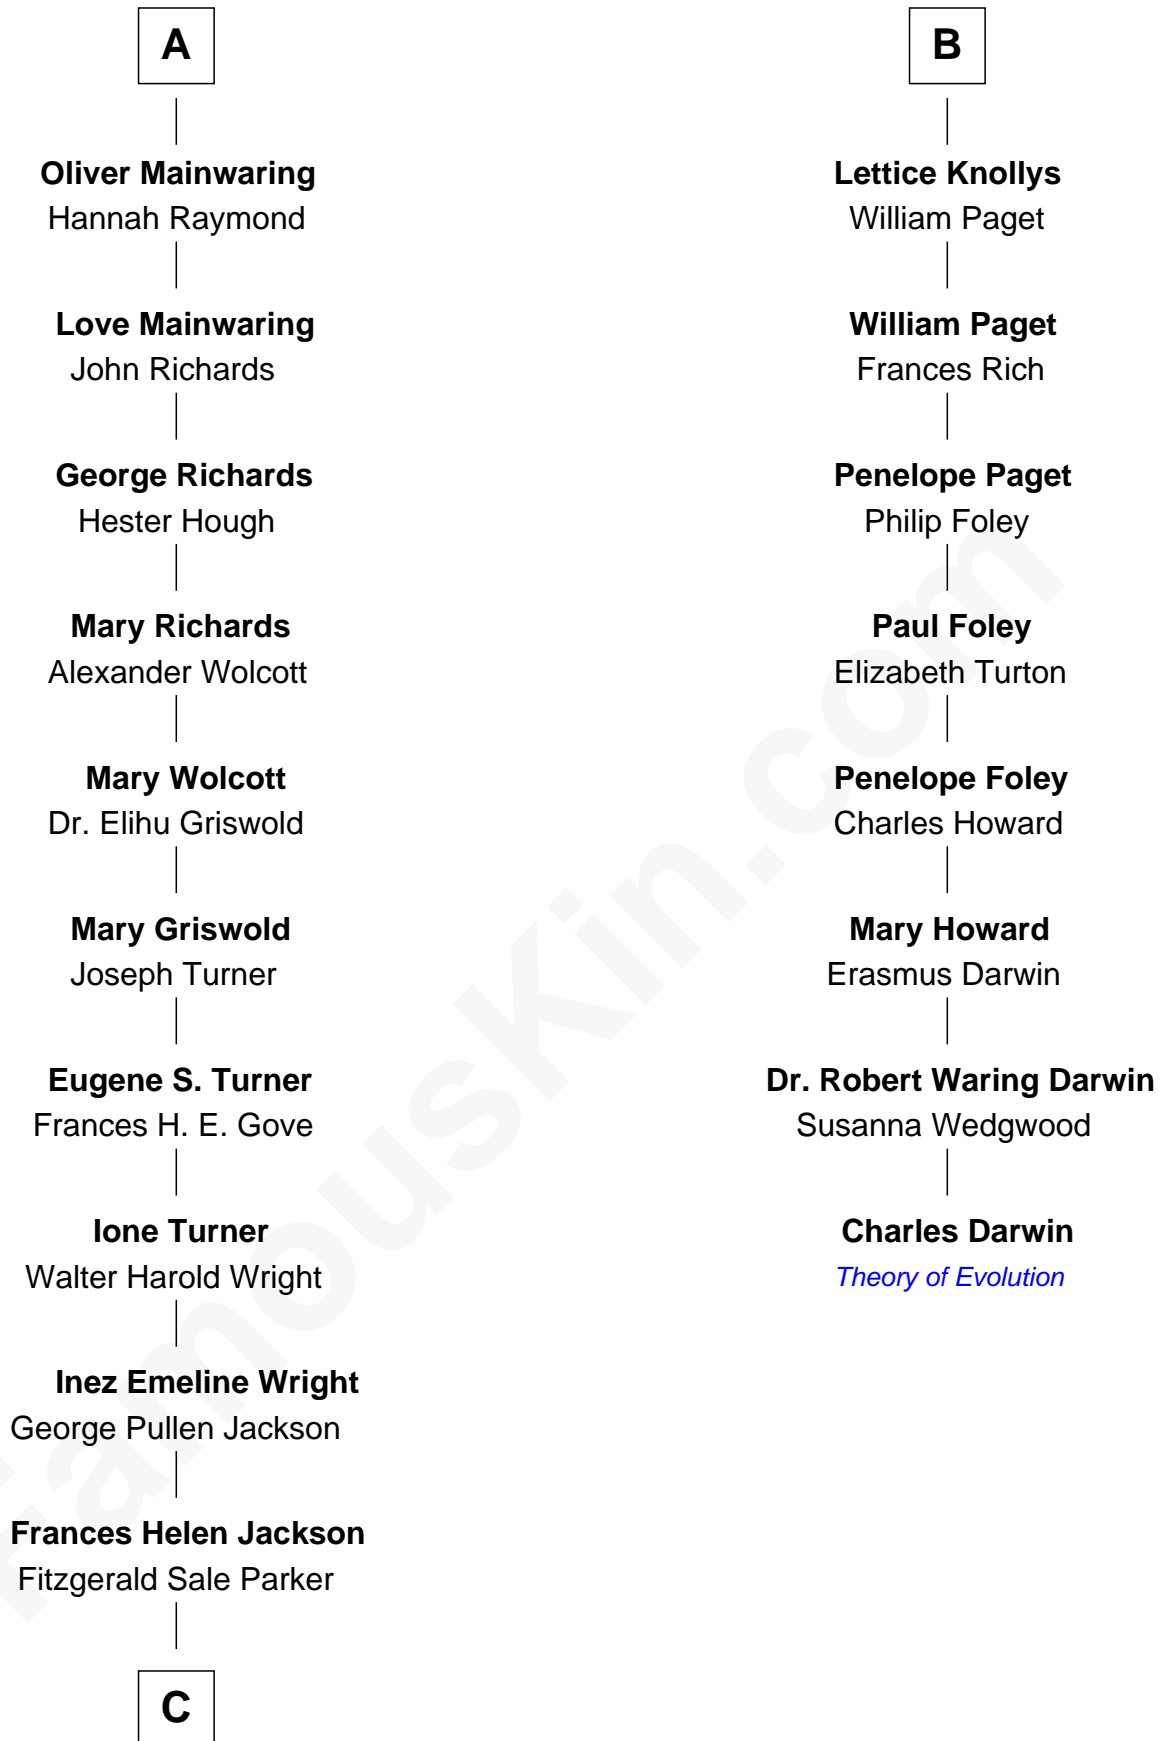 A
Oliver Mainwaring
Hannah Raymond
Love Mainwaring
John Richards
George Richards
Hester Hough
Mary Richards
Alexander Wolcott
Mary Wolcott
Dr. Elihu Griswold
Mary Griswold
Joseph Turner
Eugene S. Turner
Frances H. E. Gove
Ione Turner
Walter Harold Wright
Inez Emeline Wright
George Pullen Jackson
Frances Helen Jackson
Fitzgerald Sale Parker
C
B
Lettice Knollys
William Paget
William Paget
Frances Rich
Penelope Paget
Philip Foley
Paul Foley
Elizabeth Turton
Penelope Foley
Charles Howard
Mary Howard
Erasmus Darwin
Dr. Robert Waring Darwin
Susanna Wedgwood
Charles Darwin
Theory of Evolution
FamousKin.com